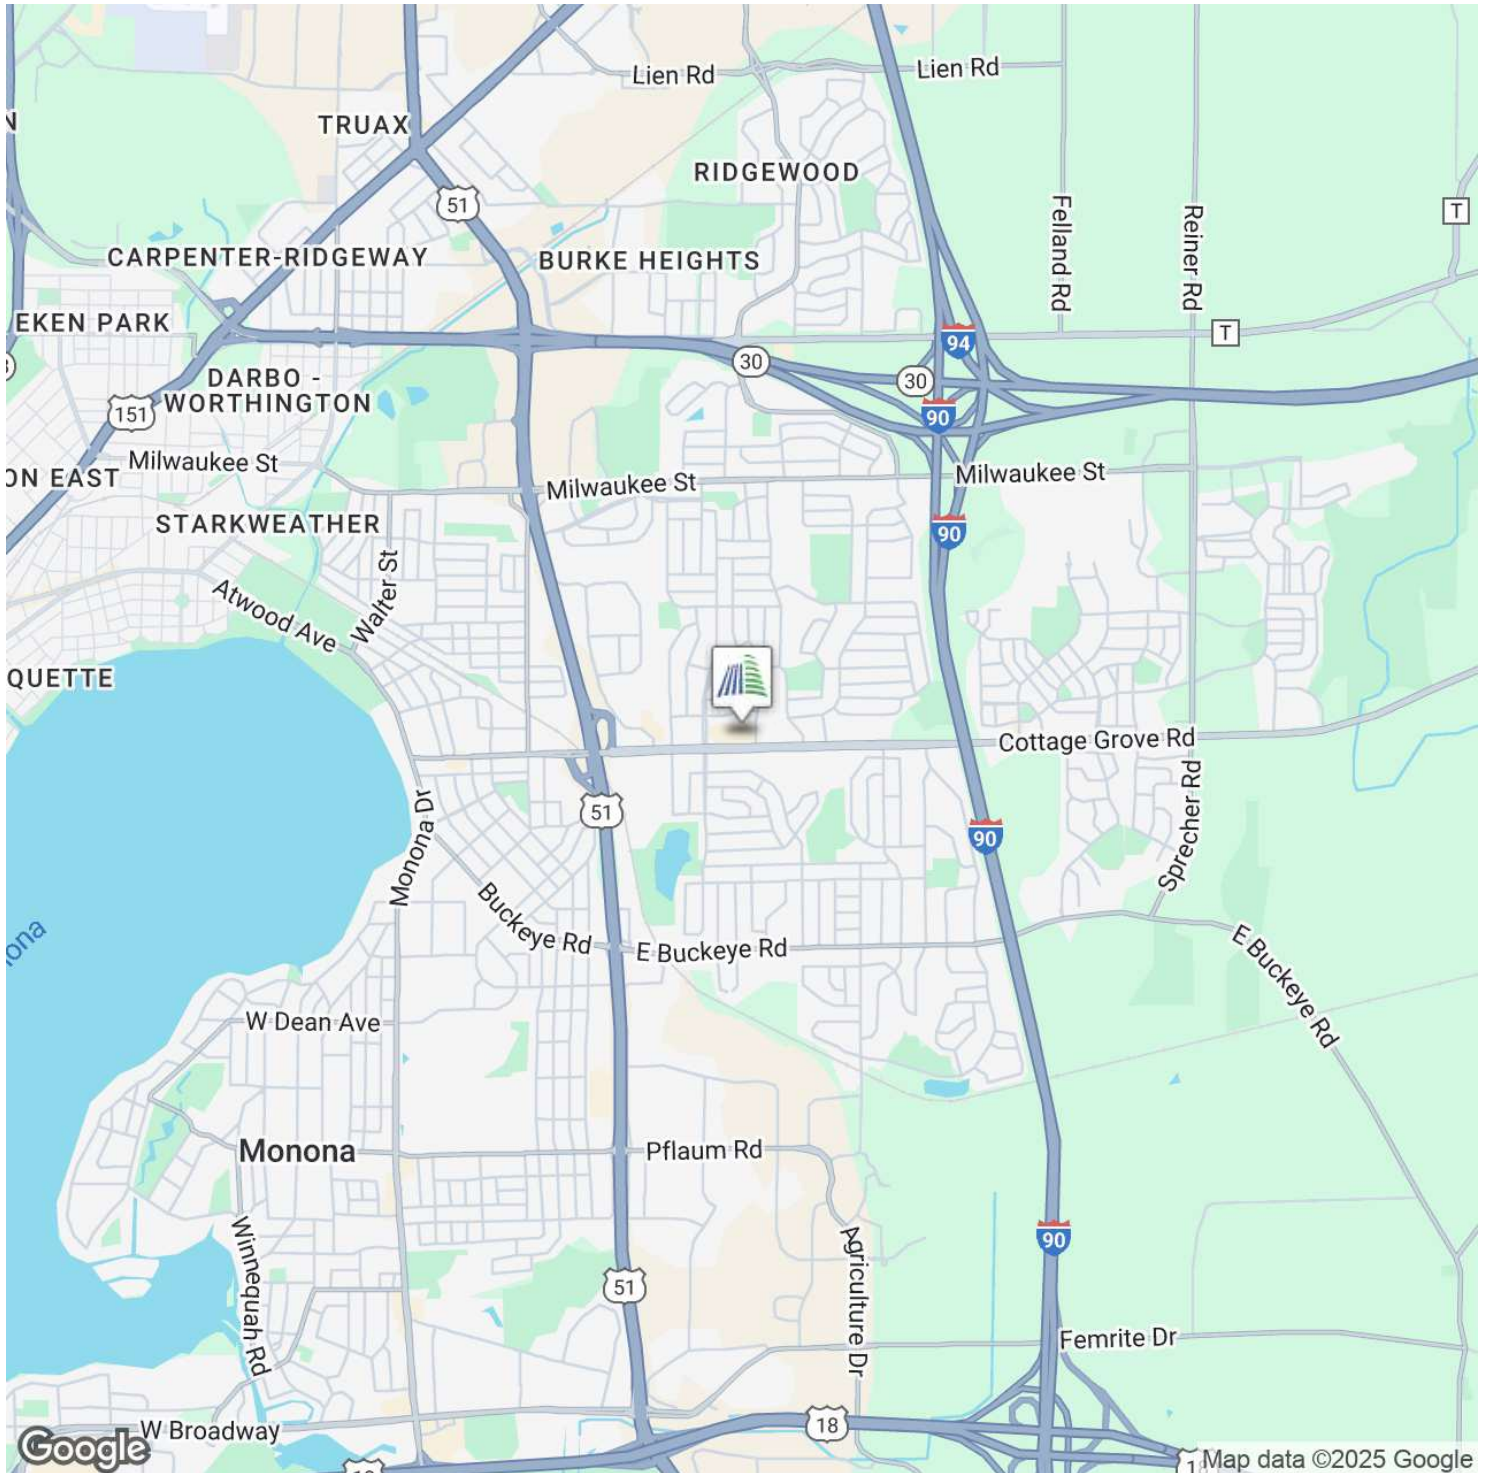 Lien Rd
Lien Rd
N
TRUAX
RIDGEWOOD
51
T
Felland Rd
Reiner Rd
CARPENTER-RIDGEWAY
BURKE HEIGHTS
EKEN PARK
T
94
30
30
DARBO -
WORTHINGTON
151
90
Milwaukee St
Milwaukee St
Milwaukee St
ON EAST
STARKWEATHER
90
Walter St
Atwood Ave
QUETTE
Cottage Grove Rd
51
Monona Dr
90
Sprecher Rd
Buckeye Rd
E Buckeye Rd
E Buckeye Rd
nona
W Dean Ave
Monona
Pflaum Rd
Winnequah Rd
90
Agriculture Dr
51
Femrite Dr
W Broadway
18
Google
Map data ©2025 Google